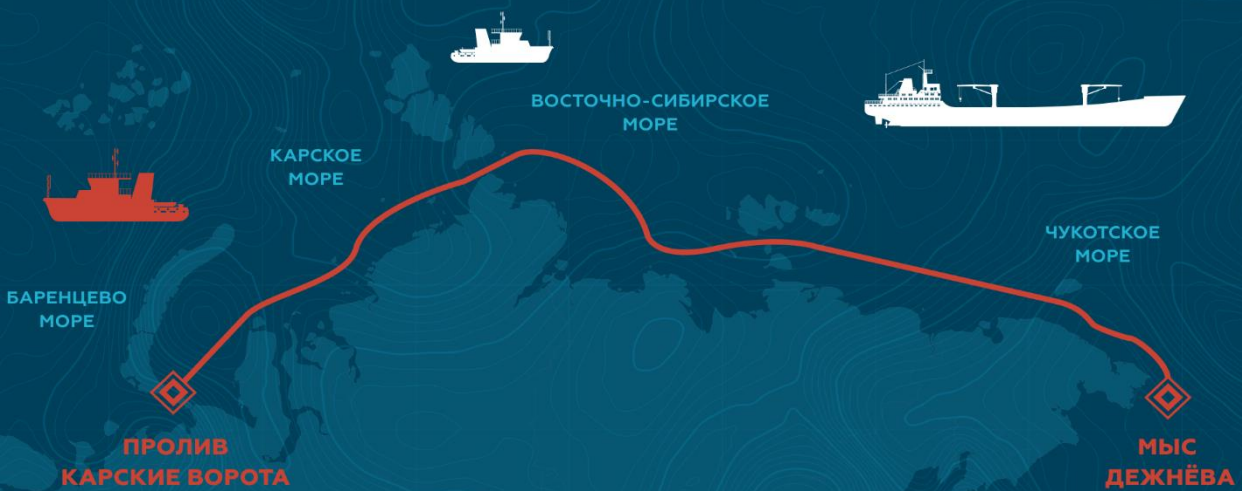 ВОСТОЧНО-СИБИРСКОЕ
МОРЕ
КАРСКОЕ
МОРЕ
ЧУКОТСКОЕ
МОРЕ
БАРЕНЦЕВО
МОРЕ
ПРОЛИВ
КАРСКИЕ ВОРОТА
МЫС
ДЕЖНЁВА